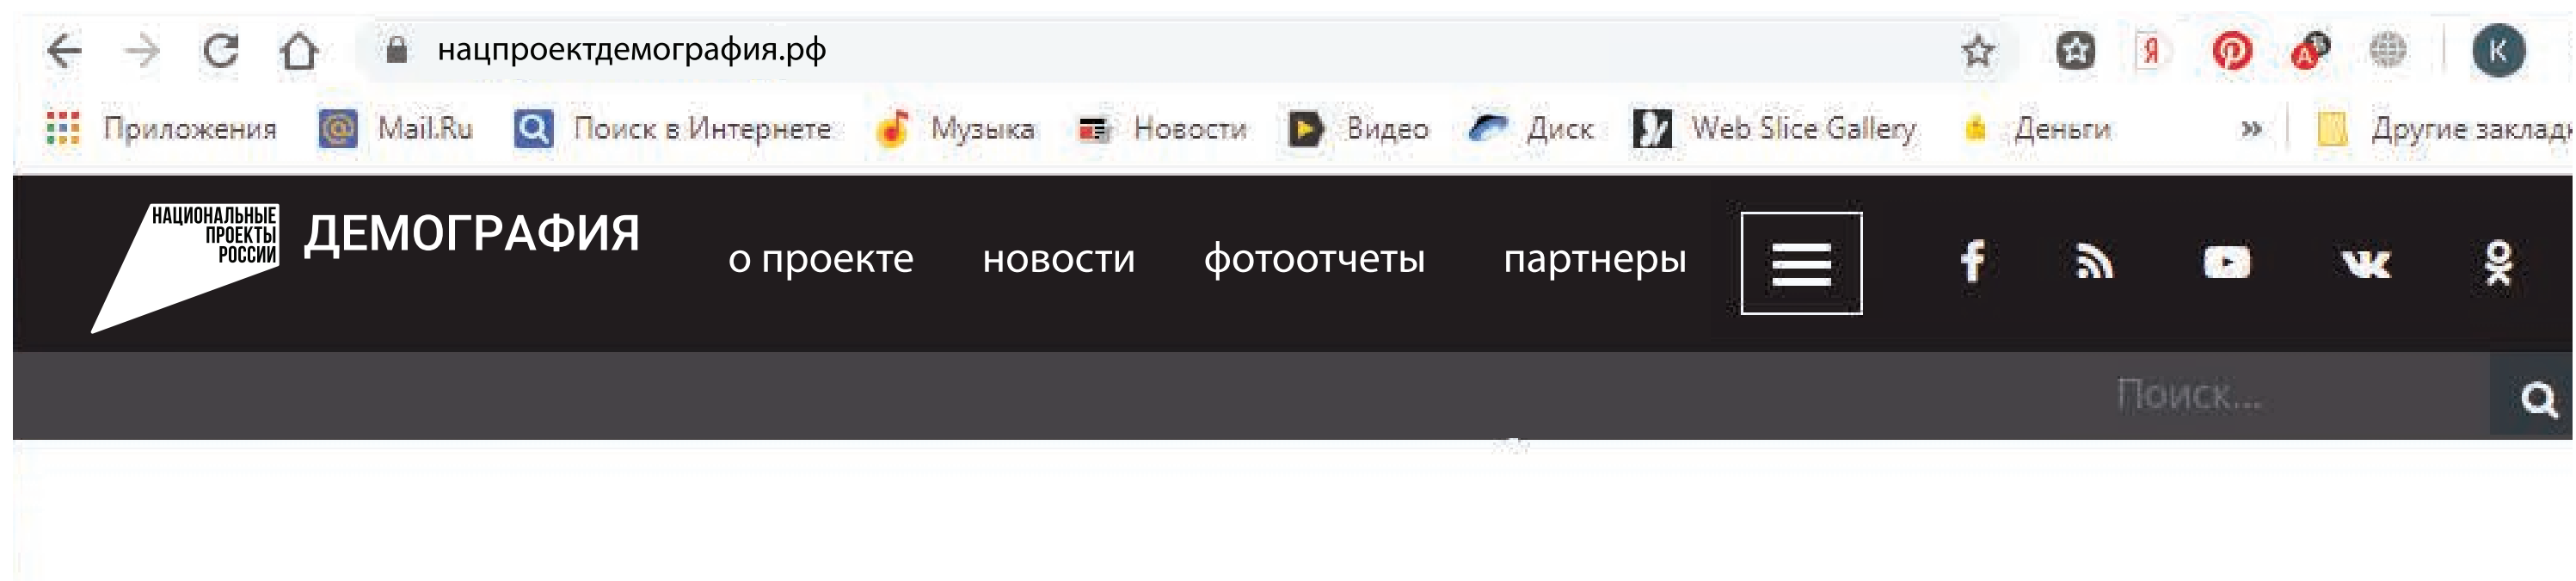 нацпроектдемография.рф
Я
A
K
Приложения @ Mail.Ru Поиск в Интернете Музыка Новости Видео Диск Web Slice Gallery Деньги » Другие заклад
НАЦИОНАЛЬНЫЕ
ПРОЕКТЫ
РОССИИ
ДЕМОГРАФИЯ
о проекте новости фотоотчеты партнеры
Поиск...